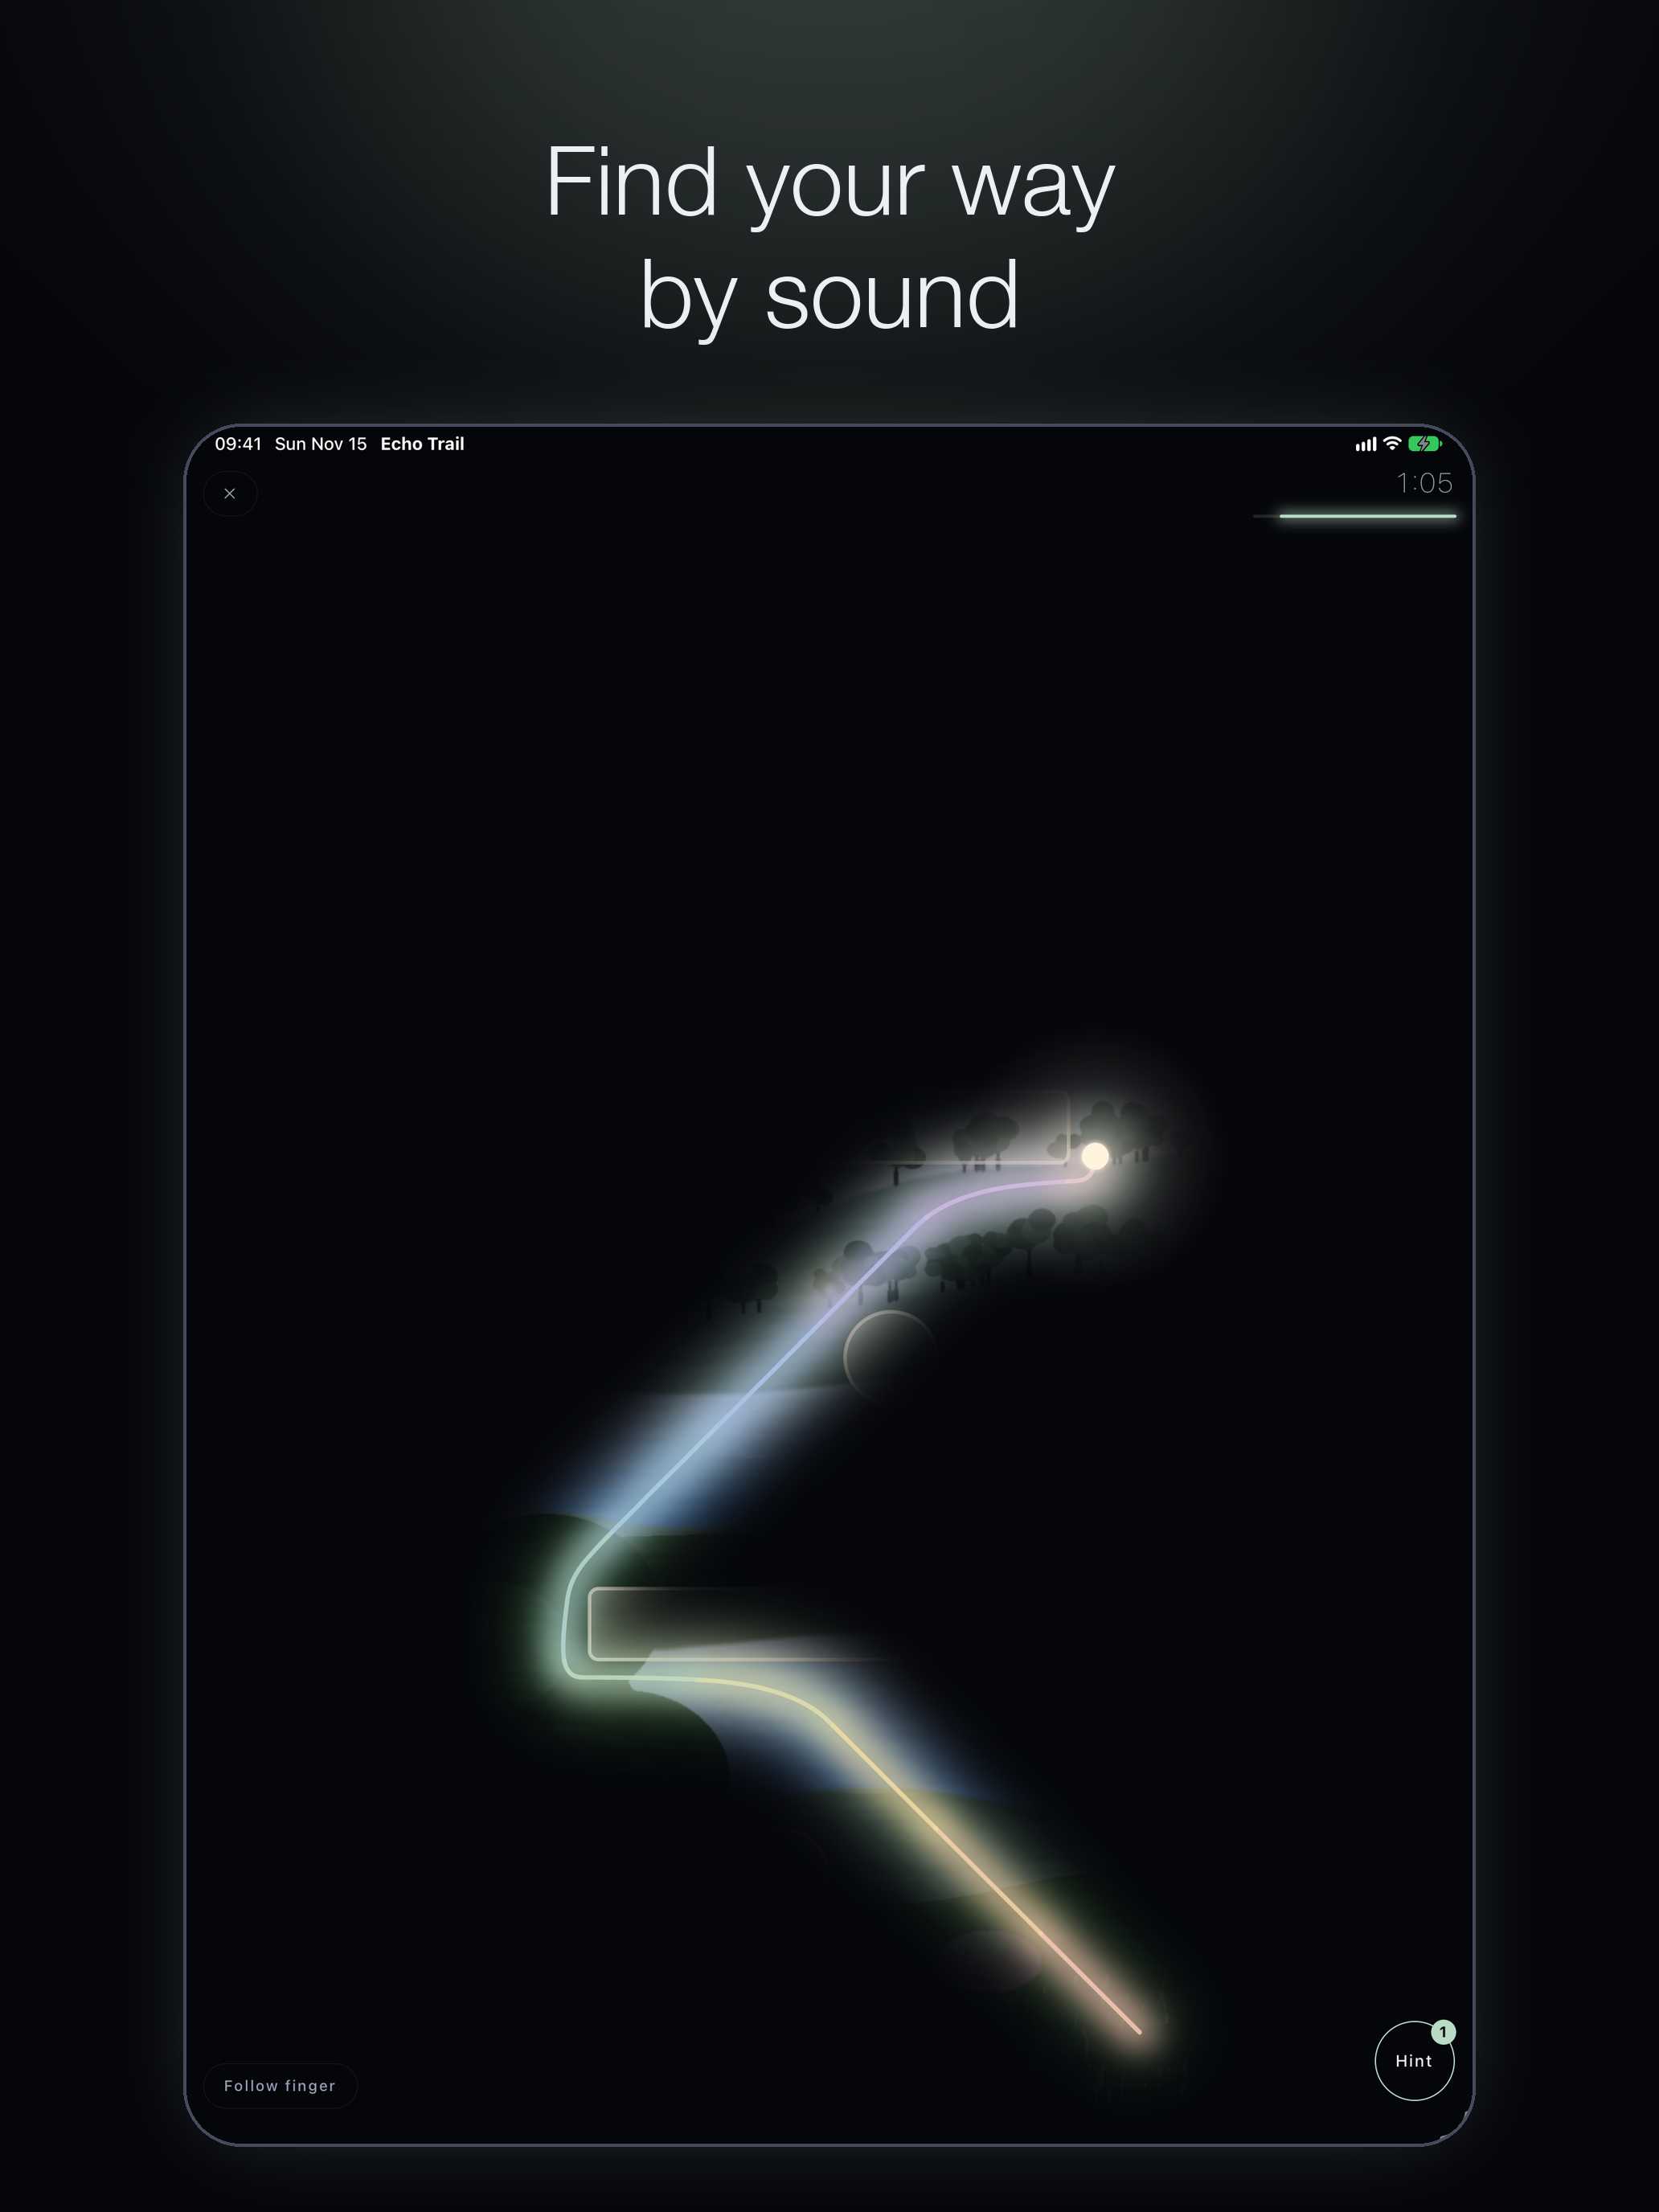 Find your way
by sound
09:41 Sun Nov 15 Echo Trail
1:05
1
Hint
Follow finger